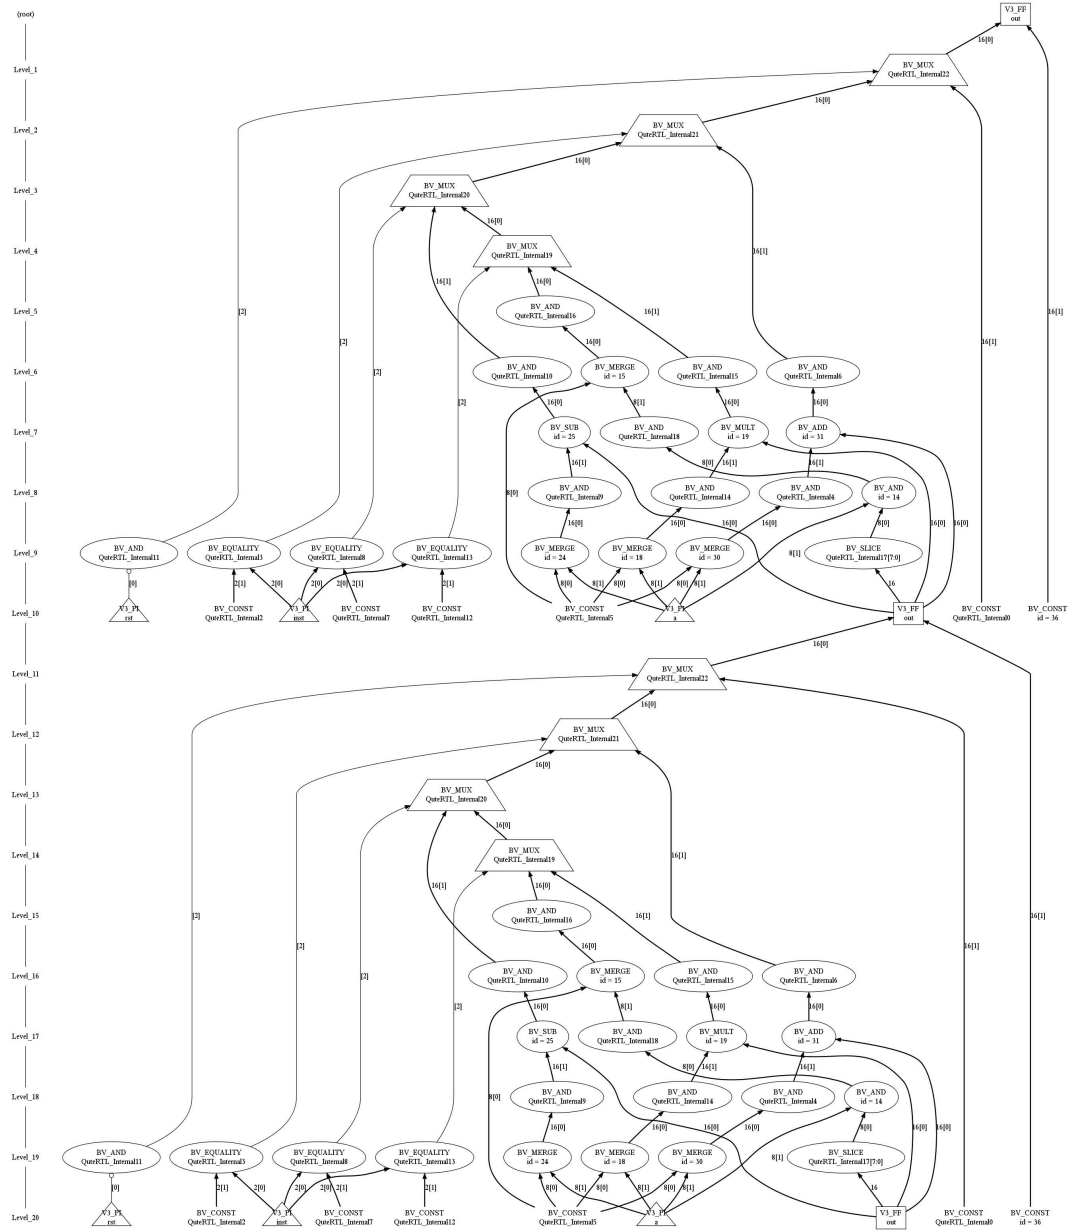 (root)
V3_FF
out
16[0]
Level_1
BV_MUX
QuteRTL_Internal22
16[0]
Level_2
BV_MUX
QuteRTL_Internal21
16[0]
Level_3
BV_MUX
QuteRTL_Internal20
16[0]
Level_4
BV_MUX
QuteRTL_Internal19
16[1]
16[0]
16[1]
Level_5
[2]
BV_AND
QuteRTL_Internal16
16[1]
16[1]
[2]
16[0]
16[1]
Level_6
[2]
BV_AND
QuteRTL_Internal10
BV_MERGE
id = 15
BV_AND
QuteRTL_Internal15
BV_AND
QuteRTL_Internal6
[2]
16[0]
8[1]
16[0]
16[0]
Level_7
BV_SUB
id = 25
BV_AND
QuteRTL_Internal18
BV_MULT
id = 19
BV_ADD
id = 31
16[1]
8[0]
16[1]
16[1]
Level_8
8[0]
BV_AND
QuteRTL_Internal9
BV_AND
QuteRTL_Internal14
BV_AND
QuteRTL_Internal4
BV_AND
id = 14
16[0]
16[0]
16[0]
16[0]
8[0]
16[0]
16[0]
Level_9
BV_AND
QuteRTL_Internal11
BV_EQUALITY
QuteRTL_Internal3
BV_EQUALITY
QuteRTL_Internal8
BV_EQUALITY
QuteRTL_Internal13
BV_MERGE
id = 24
BV_MERGE
id = 18
BV_MERGE
id = 30
8[1]
BV_SLICE
QuteRTL_Internal17[7:0]
[0]
2[1]
2[0]
2[0]
2[0]
2[1]
2[1]
8[0]
8[1]
8[0]
8[1]
8[0]
8[1]
16
Level_10
V3_PI
rst
BV_CONST
QuteRTL_Internal2
V3_PI
inst
BV_CONST
QuteRTL_Internal7
BV_CONST
QuteRTL_Internal12
BV_CONST
QuteRTL_Internal5
V3_PI
a
V3_FF
out
BV_CONST
QuteRTL_Internal0
BV_CONST
id = 36
16[0]
Level_11
BV_MUX
QuteRTL_Internal22
16[0]
Level_12
BV_MUX
QuteRTL_Internal21
16[0]
Level_13
BV_MUX
QuteRTL_Internal20
16[0]
Level_14
BV_MUX
QuteRTL_Internal19
16[1]
16[0]
16[1]
Level_15
[2]
BV_AND
QuteRTL_Internal16
16[1]
16[1]
16[1]
[2]
16[0]
Level_16
[2]
BV_AND
QuteRTL_Internal10
BV_MERGE
id = 15
BV_AND
QuteRTL_Internal15
BV_AND
QuteRTL_Internal6
[2]
16[0]
8[1]
16[0]
16[0]
Level_17
BV_SUB
id = 25
BV_AND
QuteRTL_Internal18
BV_MULT
id = 19
BV_ADD
id = 31
16[1]
8[0]
16[1]
16[1]
Level_18
8[0]
BV_AND
QuteRTL_Internal9
BV_AND
QuteRTL_Internal14
BV_AND
QuteRTL_Internal4
BV_AND
id = 14
16[0]
16[0]
16[0]
16[0]
8[0]
16[0]
16[0]
Level_19
BV_AND
QuteRTL_Internal11
BV_EQUALITY
QuteRTL_Internal3
BV_EQUALITY
QuteRTL_Internal8
BV_EQUALITY
QuteRTL_Internal13
BV_MERGE
id = 24
BV_MERGE
id = 18
BV_MERGE
id = 30
8[1]
BV_SLICE
QuteRTL_Internal17[7:0]
[0]
2[1]
2[0]
2[0]
2[0]
2[1]
2[1]
8[0]
8[1]
8[0]
8[1]
8[0]
8[1]
16
Level_20
V3_PI
rst
BV_CONST
QuteRTL_Internal2
V3_PI
inst
BV_CONST
QuteRTL_Internal7
BV_CONST
QuteRTL_Internal12
BV_CONST
QuteRTL_Internal5
V3_PI
a
V3_FF
out
BV_CONST
QuteRTL_Internal0
BV_CONST
id = 36